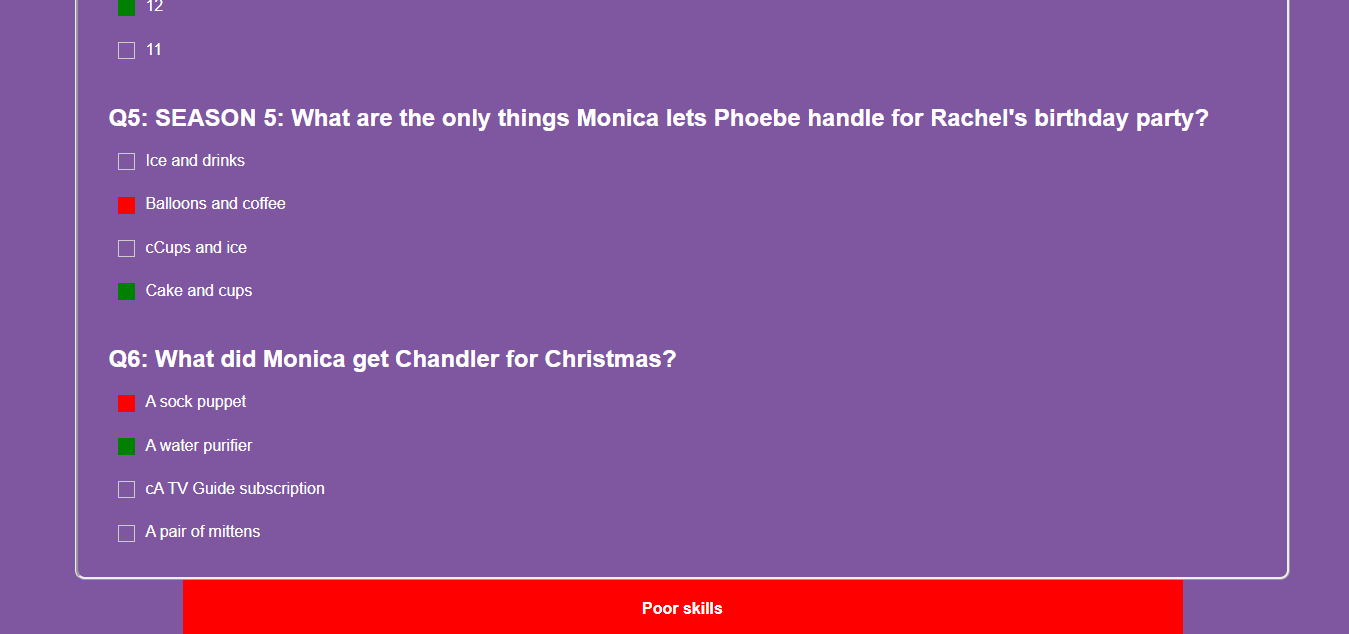 12
11
Q5: SEASON 5: What are the only things Monica lets Phoebe handle for Rachel's birthday party?
Ice and drinks
Balloons and coffee
cCups and ice
Cake and cups
Q6: What did Monica get Chandler for Christmas?
A sock puppet
A water purifier
cA TV Guide subscription
A pair of mittens
Poor skills